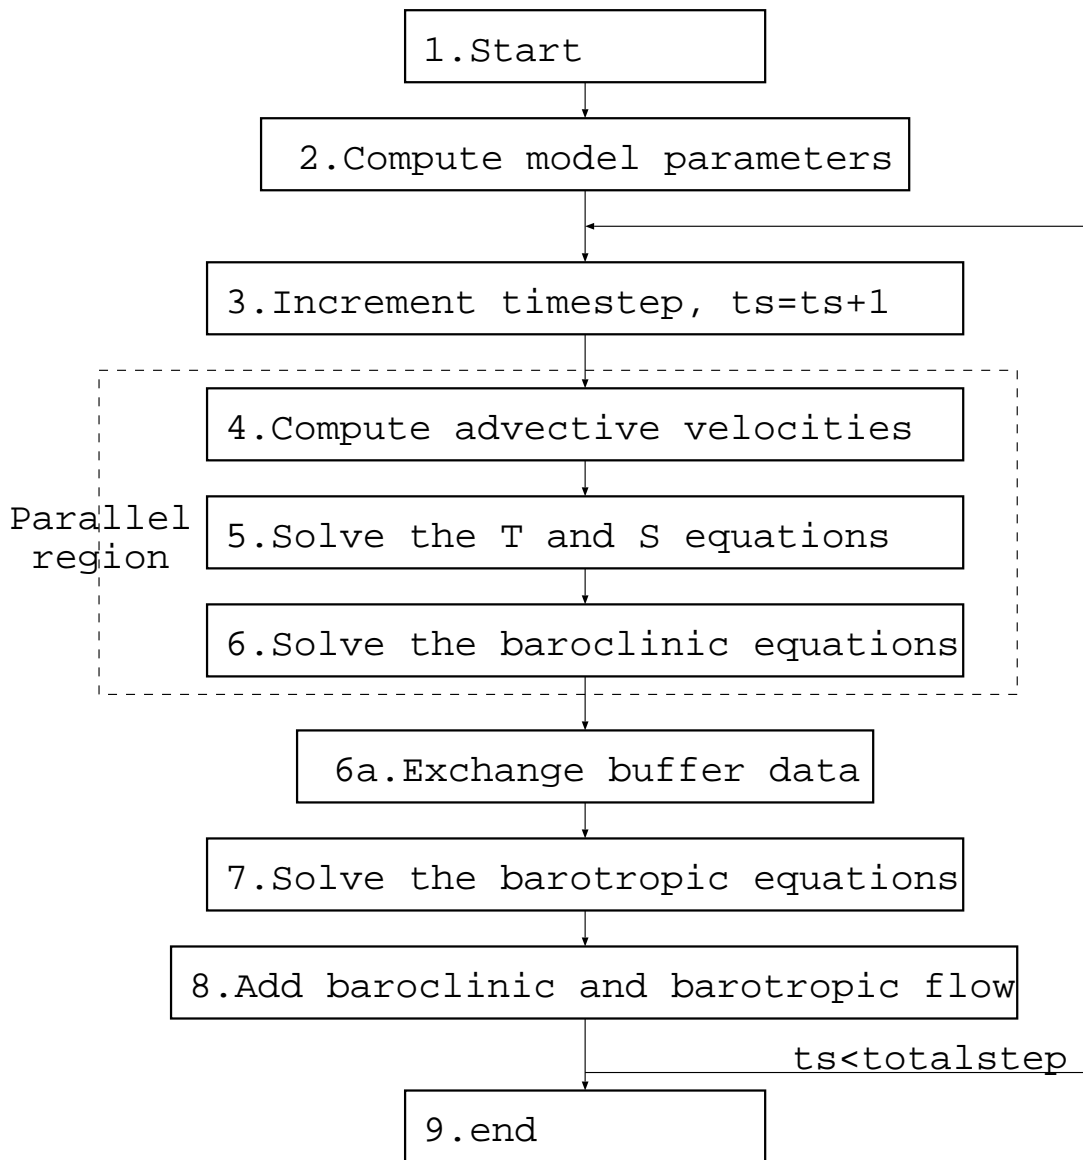 1.Start
2.Compute model parameters
3.Increment timestep, ts=ts+1
4.Compute advective velocities
Parallel
region
5.Solve the T and S equations
6.Solve the baroclinic equations
6a.Exchange buffer data
7.Solve the barotropic equations
8.Add baroclinic and barotropic flow
ts<totalstep
9.end